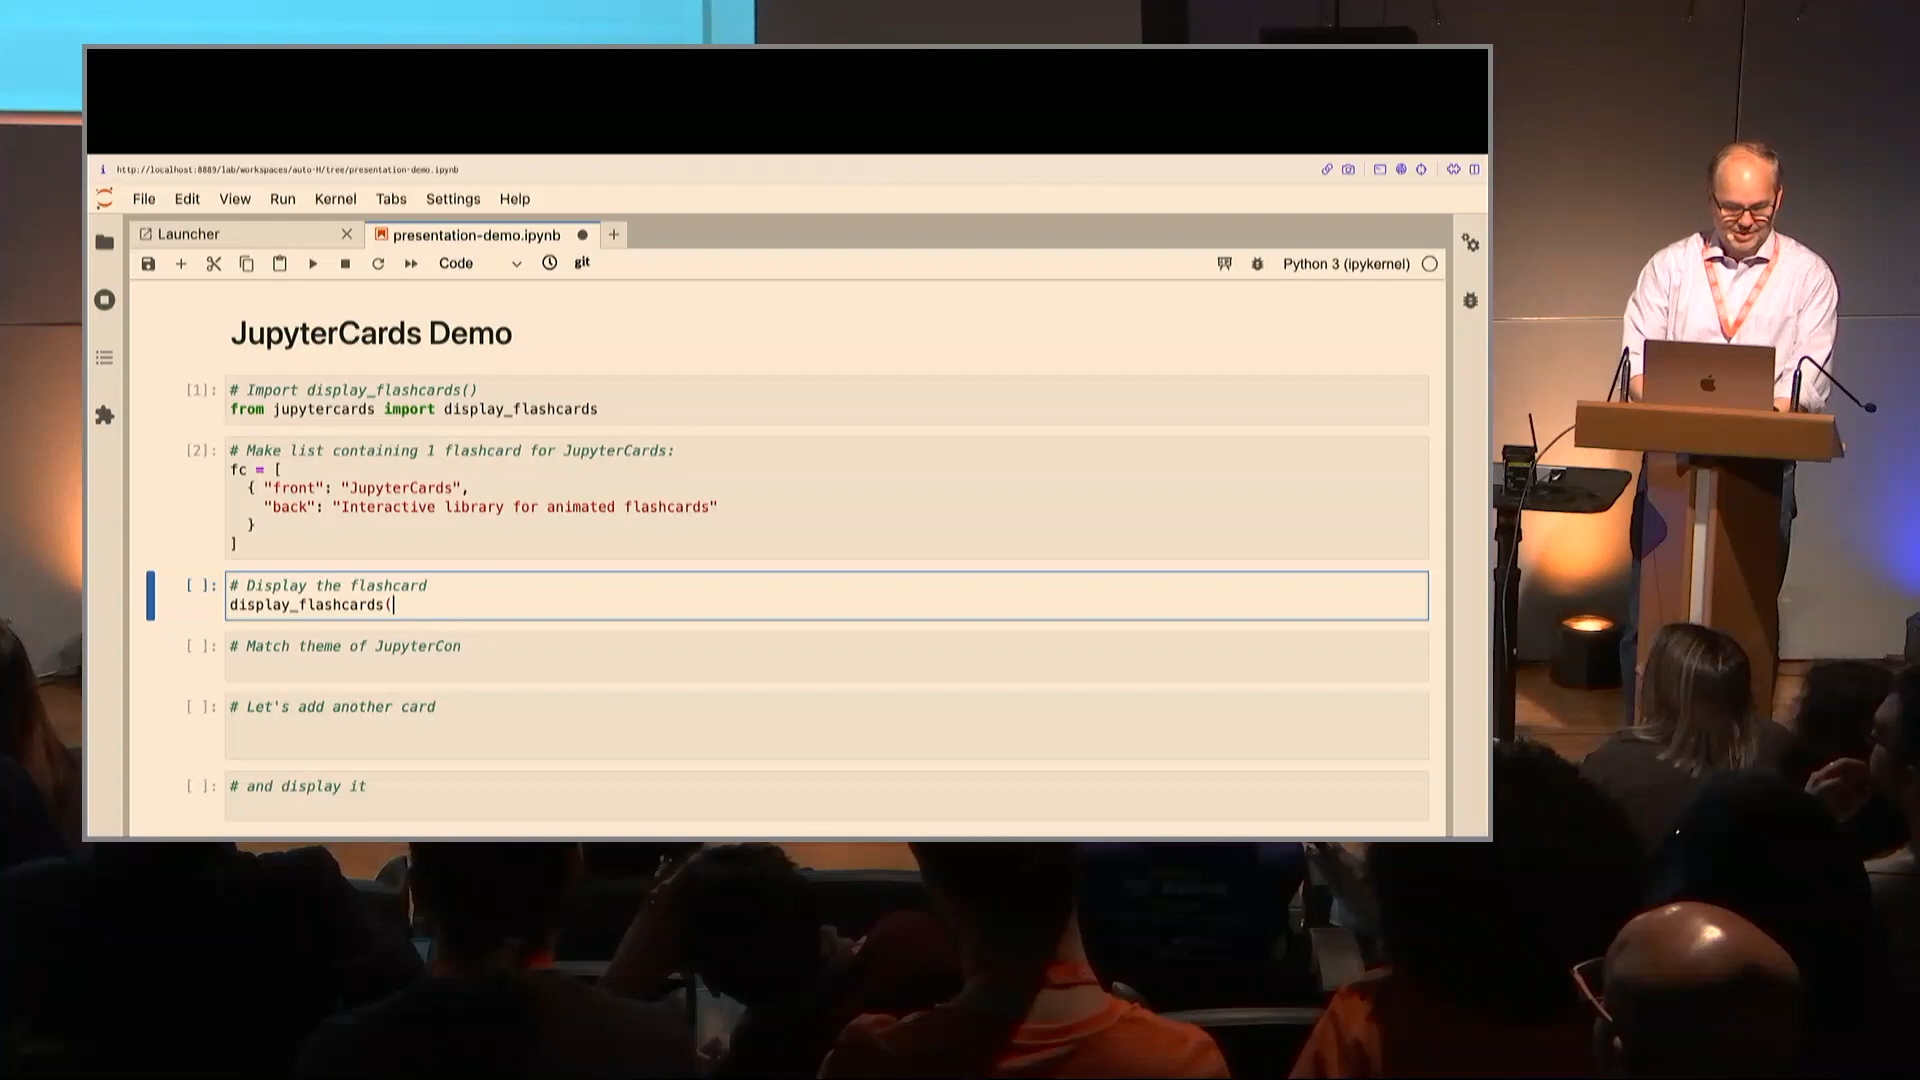 http://localhost:8889/lab/workspaces/auto-H/tree/presentation-demo.ipynb
File Edit View Run Kernel Tabs Settings Help
Launcher presentation-demo.ipynb
Code git Python 3 (ipykernel)
JupyterCards Demo
[1]: # Import display_flashcards()
from jupytercards import display_flashcards
[2]: # Make list containing 1 flashcard for JupyterCards:
fc = [
{ "front": "JupyterCards",
"back": "Interactive library for animated flashcards"
}
]
[ ]: # Display the flashcard
display_flashcards(
[ ]: # Match theme of JupyterCon
[ ]: # Let's add another card
[ ]: # and display it